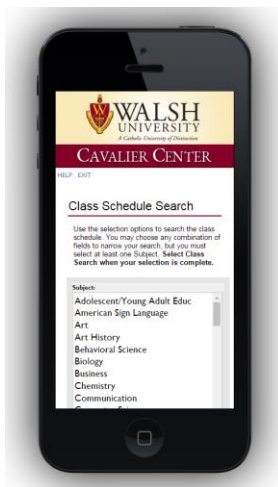 WALSH
UNIVERSITY
A Catholic University of Distinction
CAVALIER CENTER
HELP EXIT
Class Schedule Search
Use the selection options to search the class
schedule. You may choose any combination of
fields to narrow your search, but you must
select at least one Subject. Select Class
Search when your selection is complete.
Subject:
Adolescent/Young Adult Educ
American Sign Language
Art
Art History
Behavioral Science
Biology
Business
Chemistry
Communication